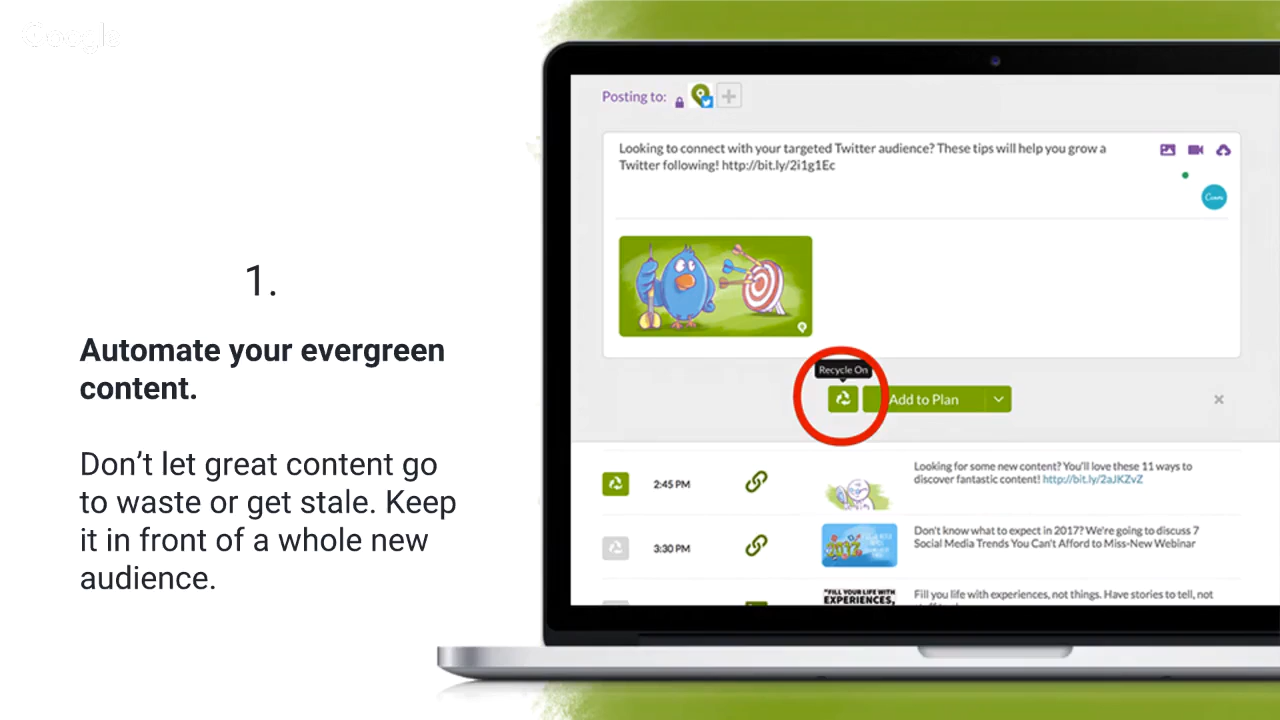 Google
1.
Automate your evergreen
content.
Don’t let great content go
to waste or get stale. Keep
it in front of a whole new
audience.
Posting to:
Looking to connect with your targeted Twitter audience? These tips will help you grow a
Twitter following! http://bit.ly/2i1g1Ec
Canva
Recycle On
Add to Plan
2:45 PM
Looking for some new content? You'll love these 11 ways to
discover fantastic content! http://bit.ly/2aJKZvZ
3:30 PM
2017
Don't know what to expect in 2017? We're going to discuss 7
Social Media Trends You Can't Afford to Miss-New Webinar
"FILL YOUR LIFE WITH
EXPERIENCES,
Fill you life with experiences, not things. Have stories to tell, not